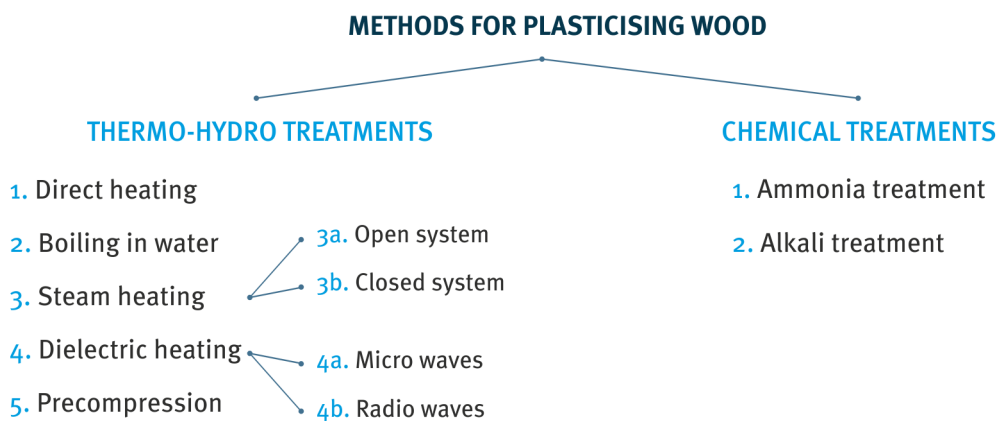 METHODS FOR PLASTICISING WOOD
THERMO-HYDRO TREATMENTS
1. Direct heating
2. Boiling in water
3. Steam heating
3a. Open system
3b. Closed system
4. Dielectric heating
4a. Micro waves
4b. Radio waves
5. Precompression
CHEMICAL TREATMENTS
1. Ammonia treatment
2. Alkali treatment